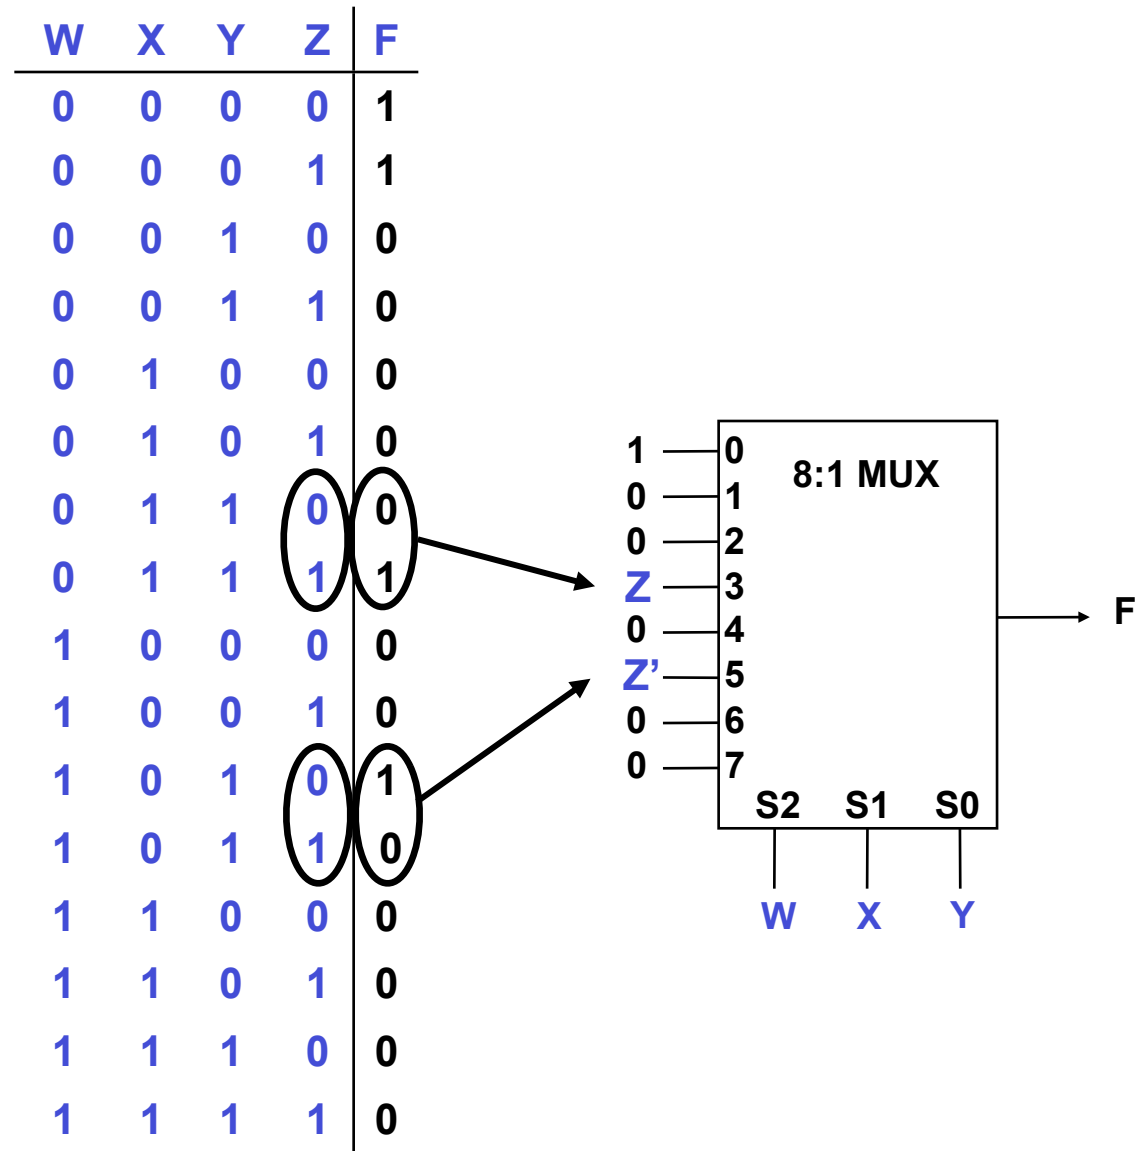 W X Y Z F
0 0 0 0 1
0 0 0 1 1
0 0 1 0 0
0 0 1 1 0
0 1 0 0 0
0 1 0 1 0
0 1 1 0 0
0 1 1 1 1
1 0 0 0 0
1 0 0 1 0
1 0 1 0 1
1 0 1 1 0
1 1 0 0 0
1 1 0 1 0
1 1 1 0 0
1 1 1 1 0
8:1 MUX
1 0
0 1
0 2
Z 3
0 4
Z’ 5
0 6
0 7
F
S2 S1 S0
W X Y